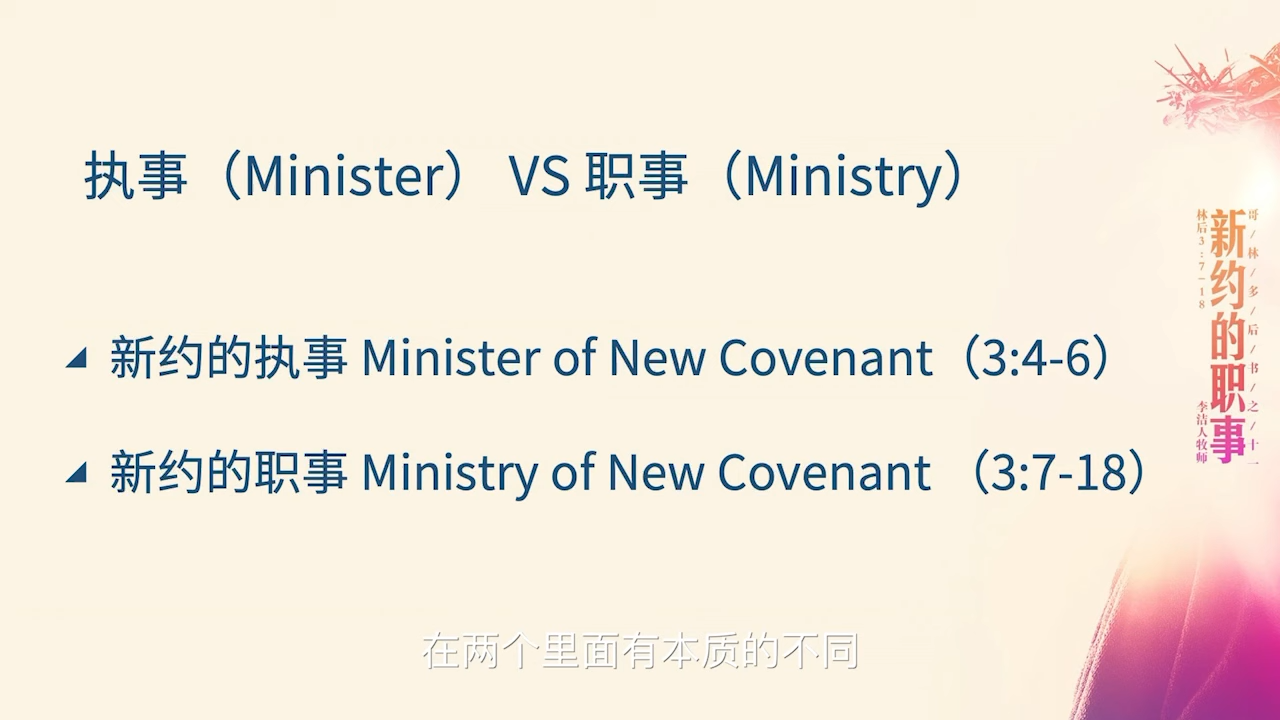 执事（Minister） VS 职事（Ministry）
新约的执事 Minister of New Covenant（3:4-6）
新约的职事 Ministry of New Covenant （3:7-18）
哥/林/多/后/书/之/十一
新约的职事
林后3:7-18
李洁人牧师
在两个里面有本质的不同